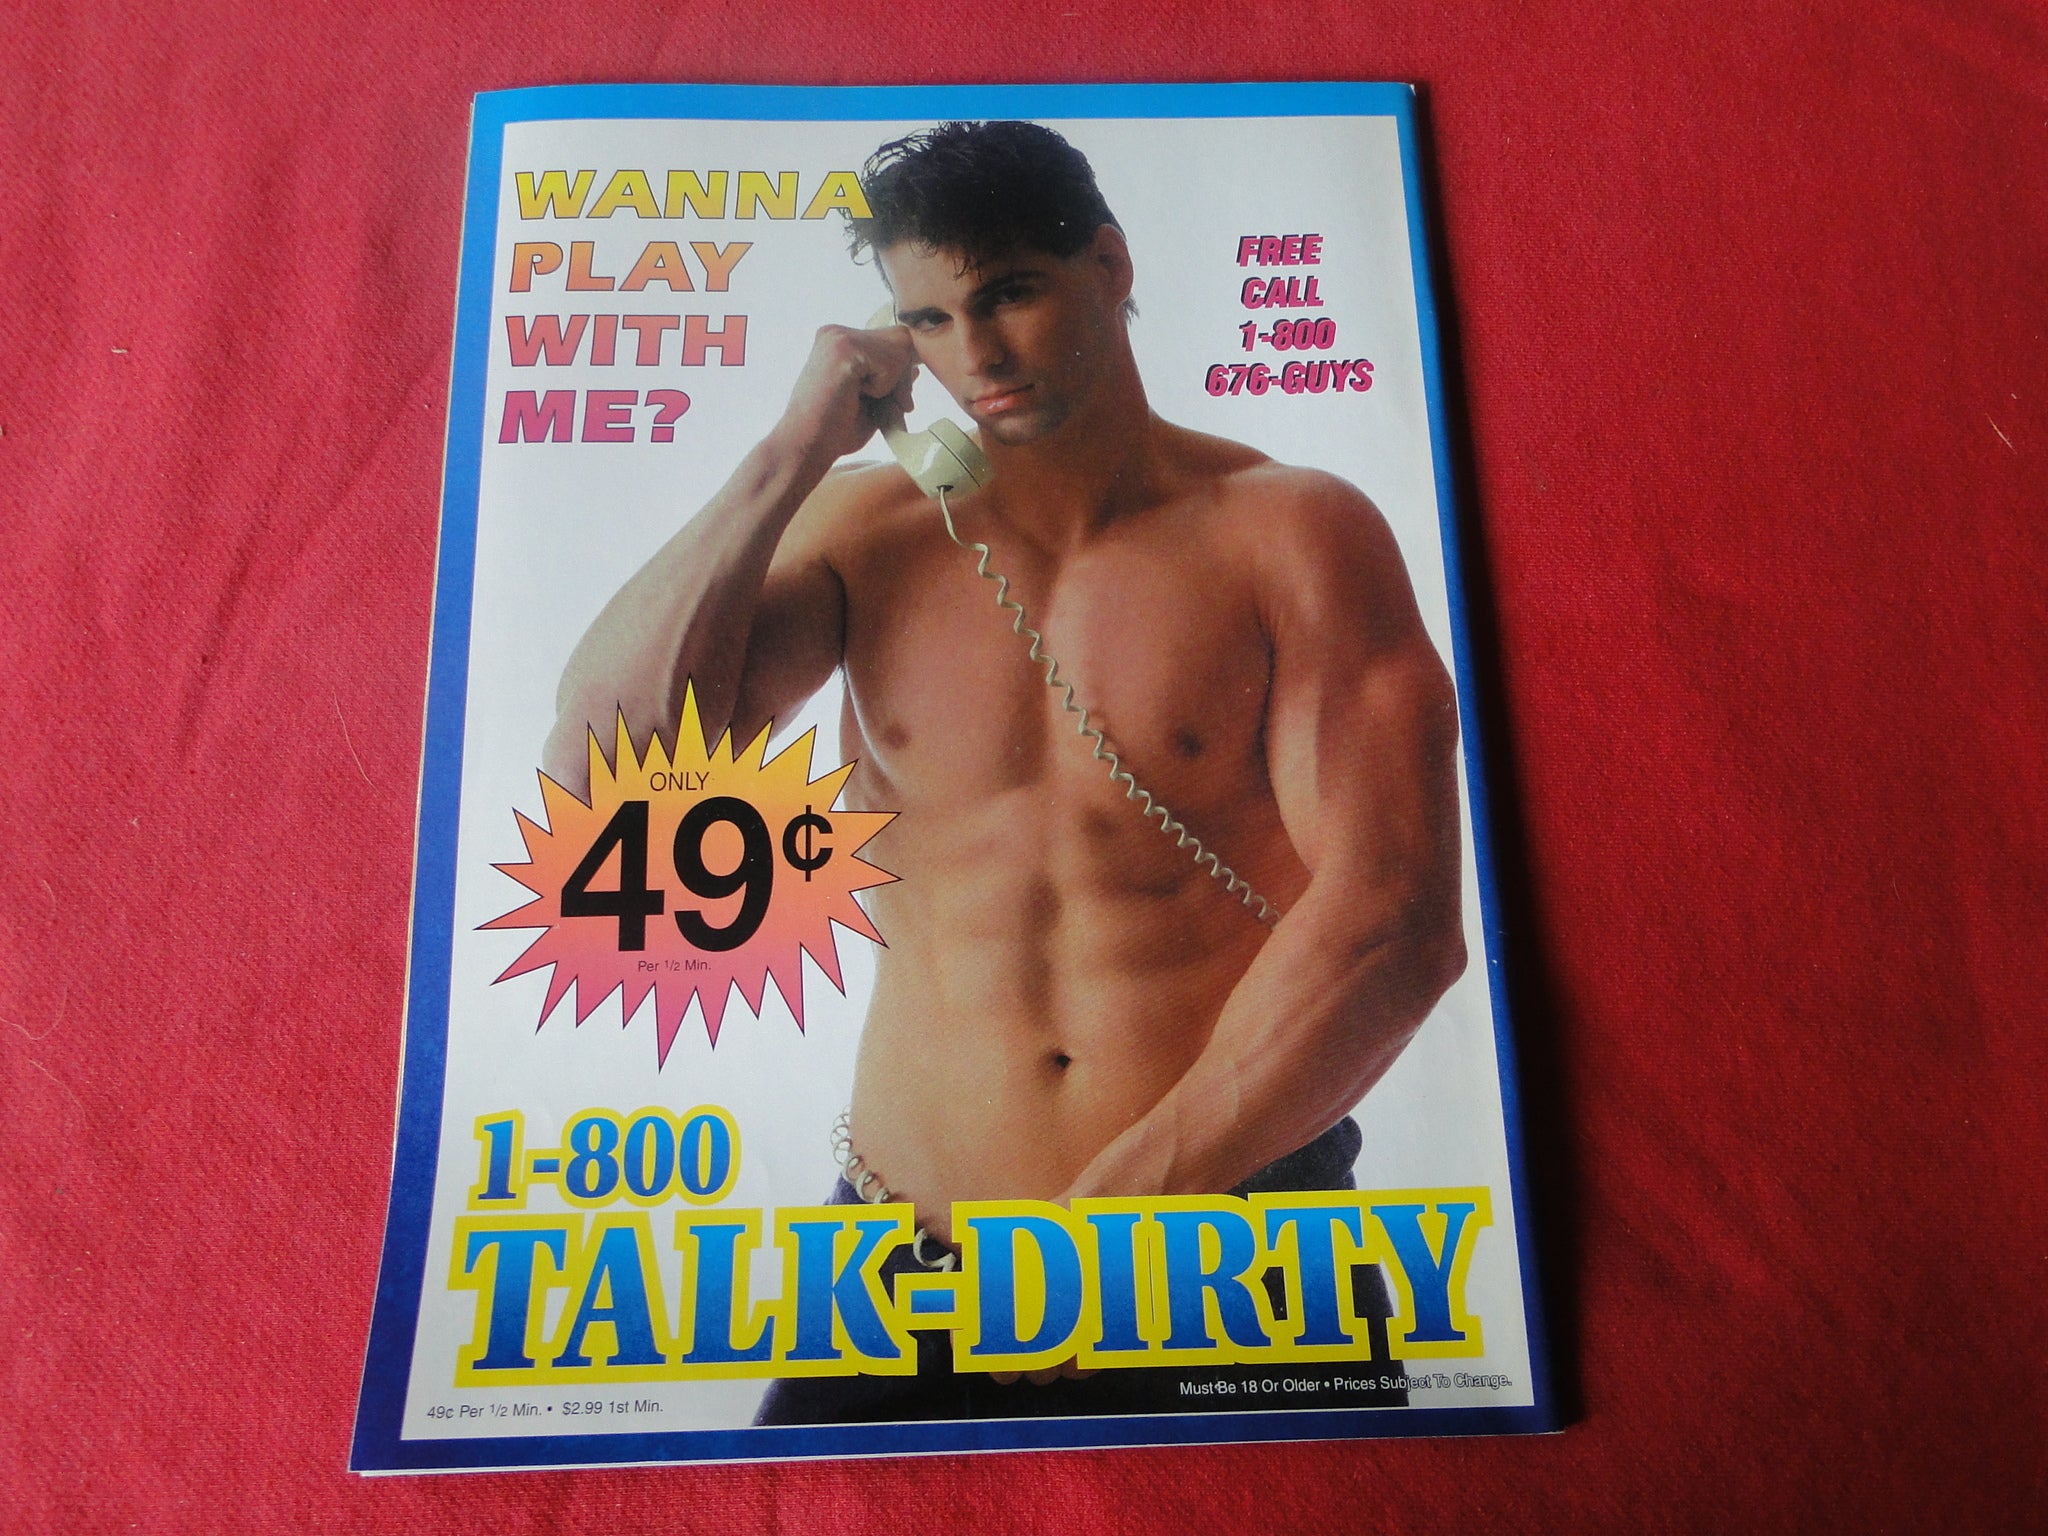 WANNA
PLAY
WITH
ME?
FREE
CALL
1-800
676-GUYS
ONLY
49¢
Per 1/2 Min.
1-800
TALK-DIRTY
Must Be 18 Or Older • Prices Subject To Change.
49¢ Per 1/2 Min. • $2.99 1st Min.